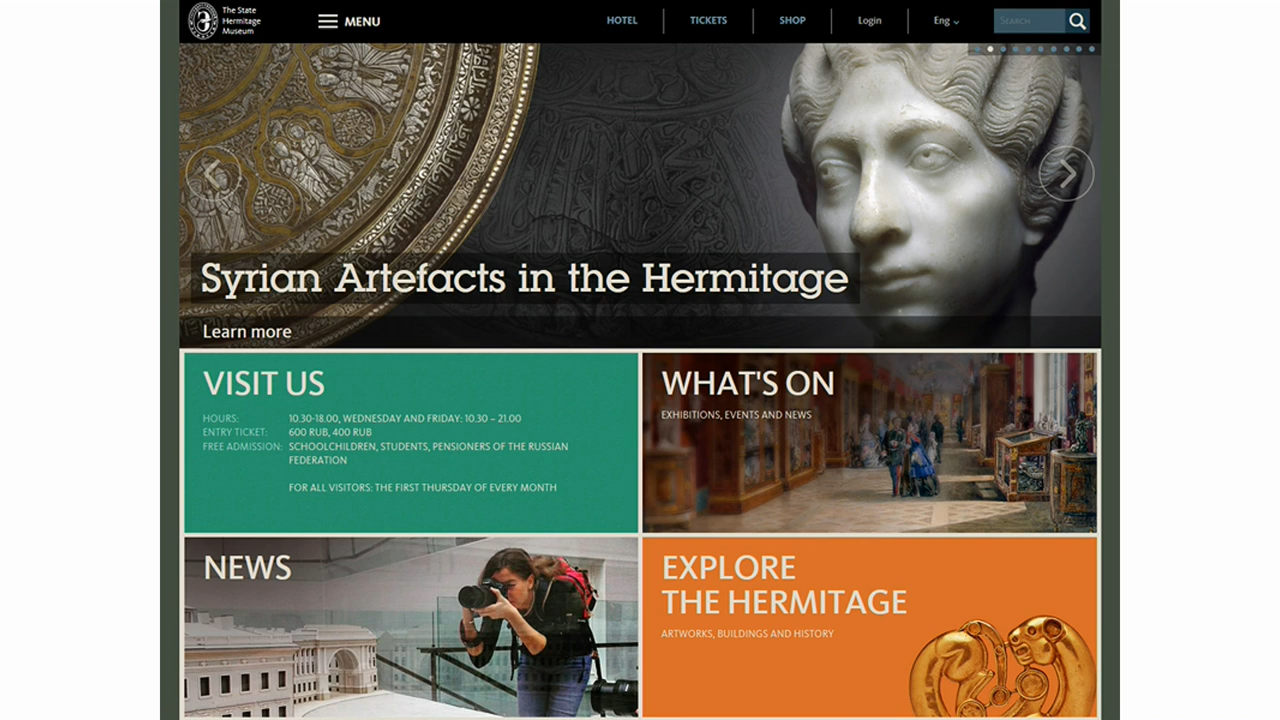 The State
Hermitage
Museum
MENU
HOTEL
TICKETS
SHOP
Login
Eng
SEARCH
Syrian Artefacts in the Hermitage
Learn more
VISIT US
HOURS: 10.30-18.00, WEDNESDAY AND FRIDAY: 10.30 – 21.00
ENTRY TICKET: 600 RUB, 400 RUB
FREE ADMISSION: SCHOOLCHILDREN, STUDENTS, PENSIONERS OF THE RUSSIAN
FEDERATION
FOR ALL VISITORS: THE FIRST THURSDAY OF EVERY MONTH
WHAT'S ON
EXHIBITIONS, EVENTS AND NEWS
NEWS
EXPLORE
THE HERMITAGE
ARTWORKS, BUILDINGS AND HISTORY